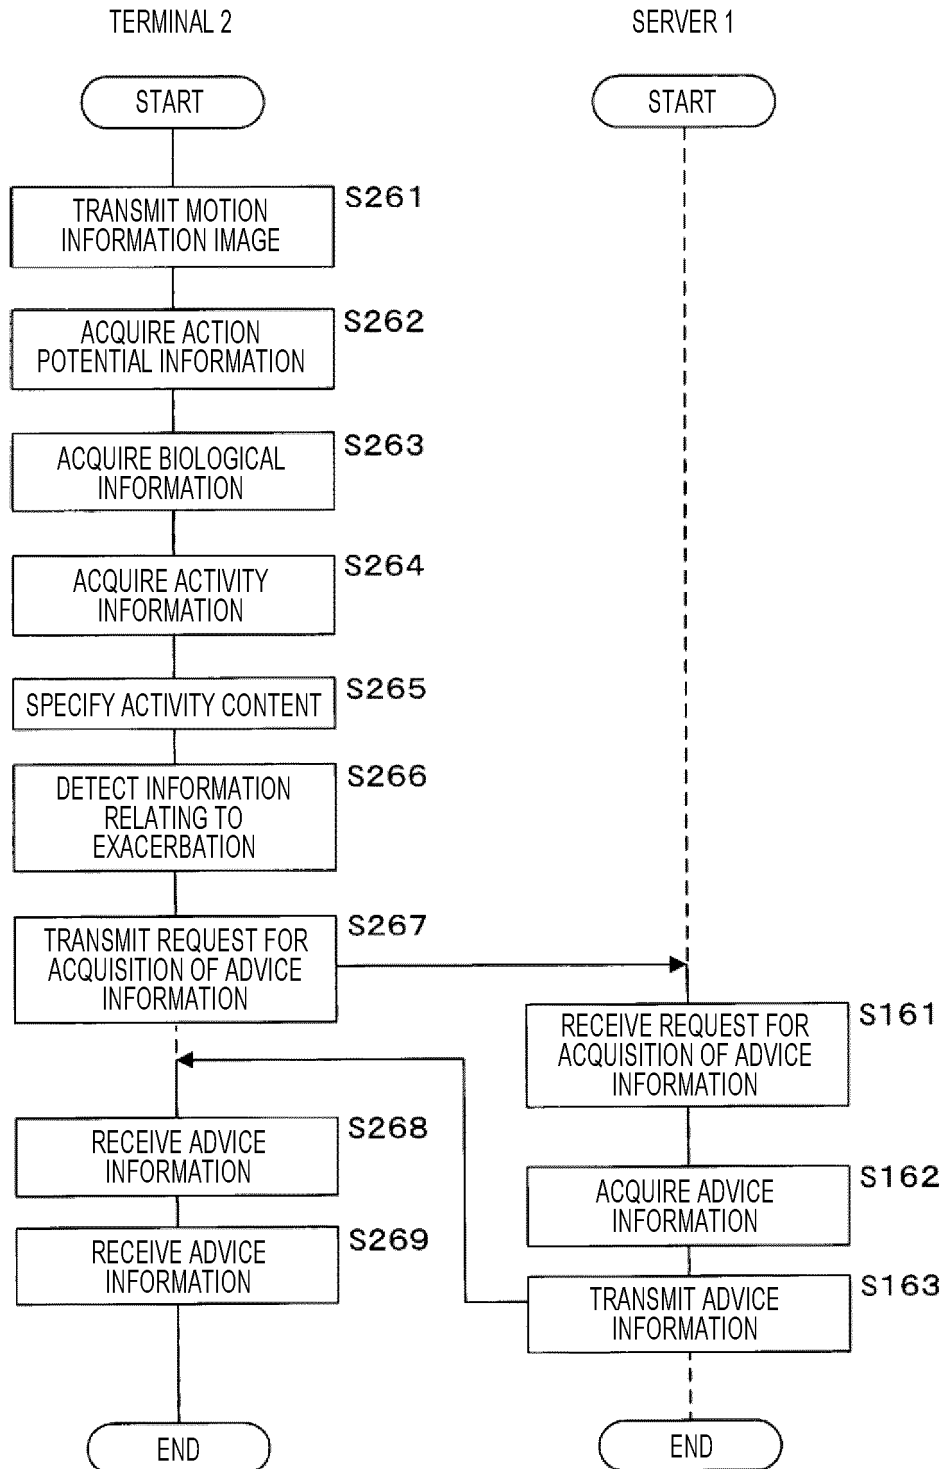 TERMINAL 2
SERVER 1
START
START
TRANSMIT MOTION
INFORMATION IMAGE
S261
ACQUIRE ACTION
POTENTIAL INFORMATION
S262
ACQUIRE BIOLOGICAL
INFORMATION
S263
ACQUIRE ACTIVITY
INFORMATION
S264
SPECIFY ACTIVITY CONTENT
S265
DETECT INFORMATION
RELATING TO
EXACERBATION
S266
TRANSMIT REQUEST FOR
ACQUISITION OF ADVICE
INFORMATION
S267
RECEIVE REQUEST FOR
ACQUISITION OF ADVICE
INFORMATION
S161
RECEIVE ADVICE
INFORMATION
S268
ACQUIRE ADVICE
INFORMATION
S162
RECEIVE ADVICE
INFORMATION
S269
TRANSMIT ADVICE
INFORMATION
S163
END
END